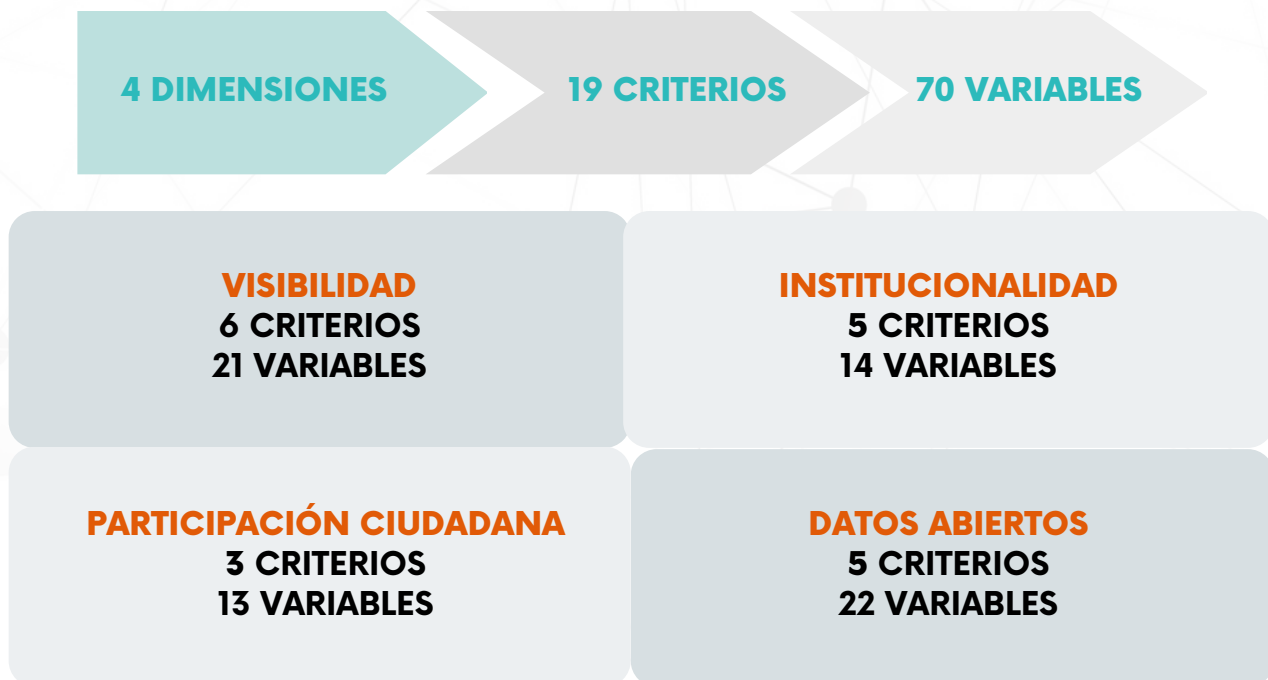 4 DIMENSIONES
19 CRITERIOS
70 VARIABLES
VISIBILIDAD
6 CRITERIOS
21 VARIABLES
INSTITUCIONALIDAD
5 CRITERIOS
14 VARIABLES
PARTICIPACIÓN CIUDADANA
3 CRITERIOS
13 VARIABLES
DATOS ABIERTOS
5 CRITERIOS
22 VARIABLES